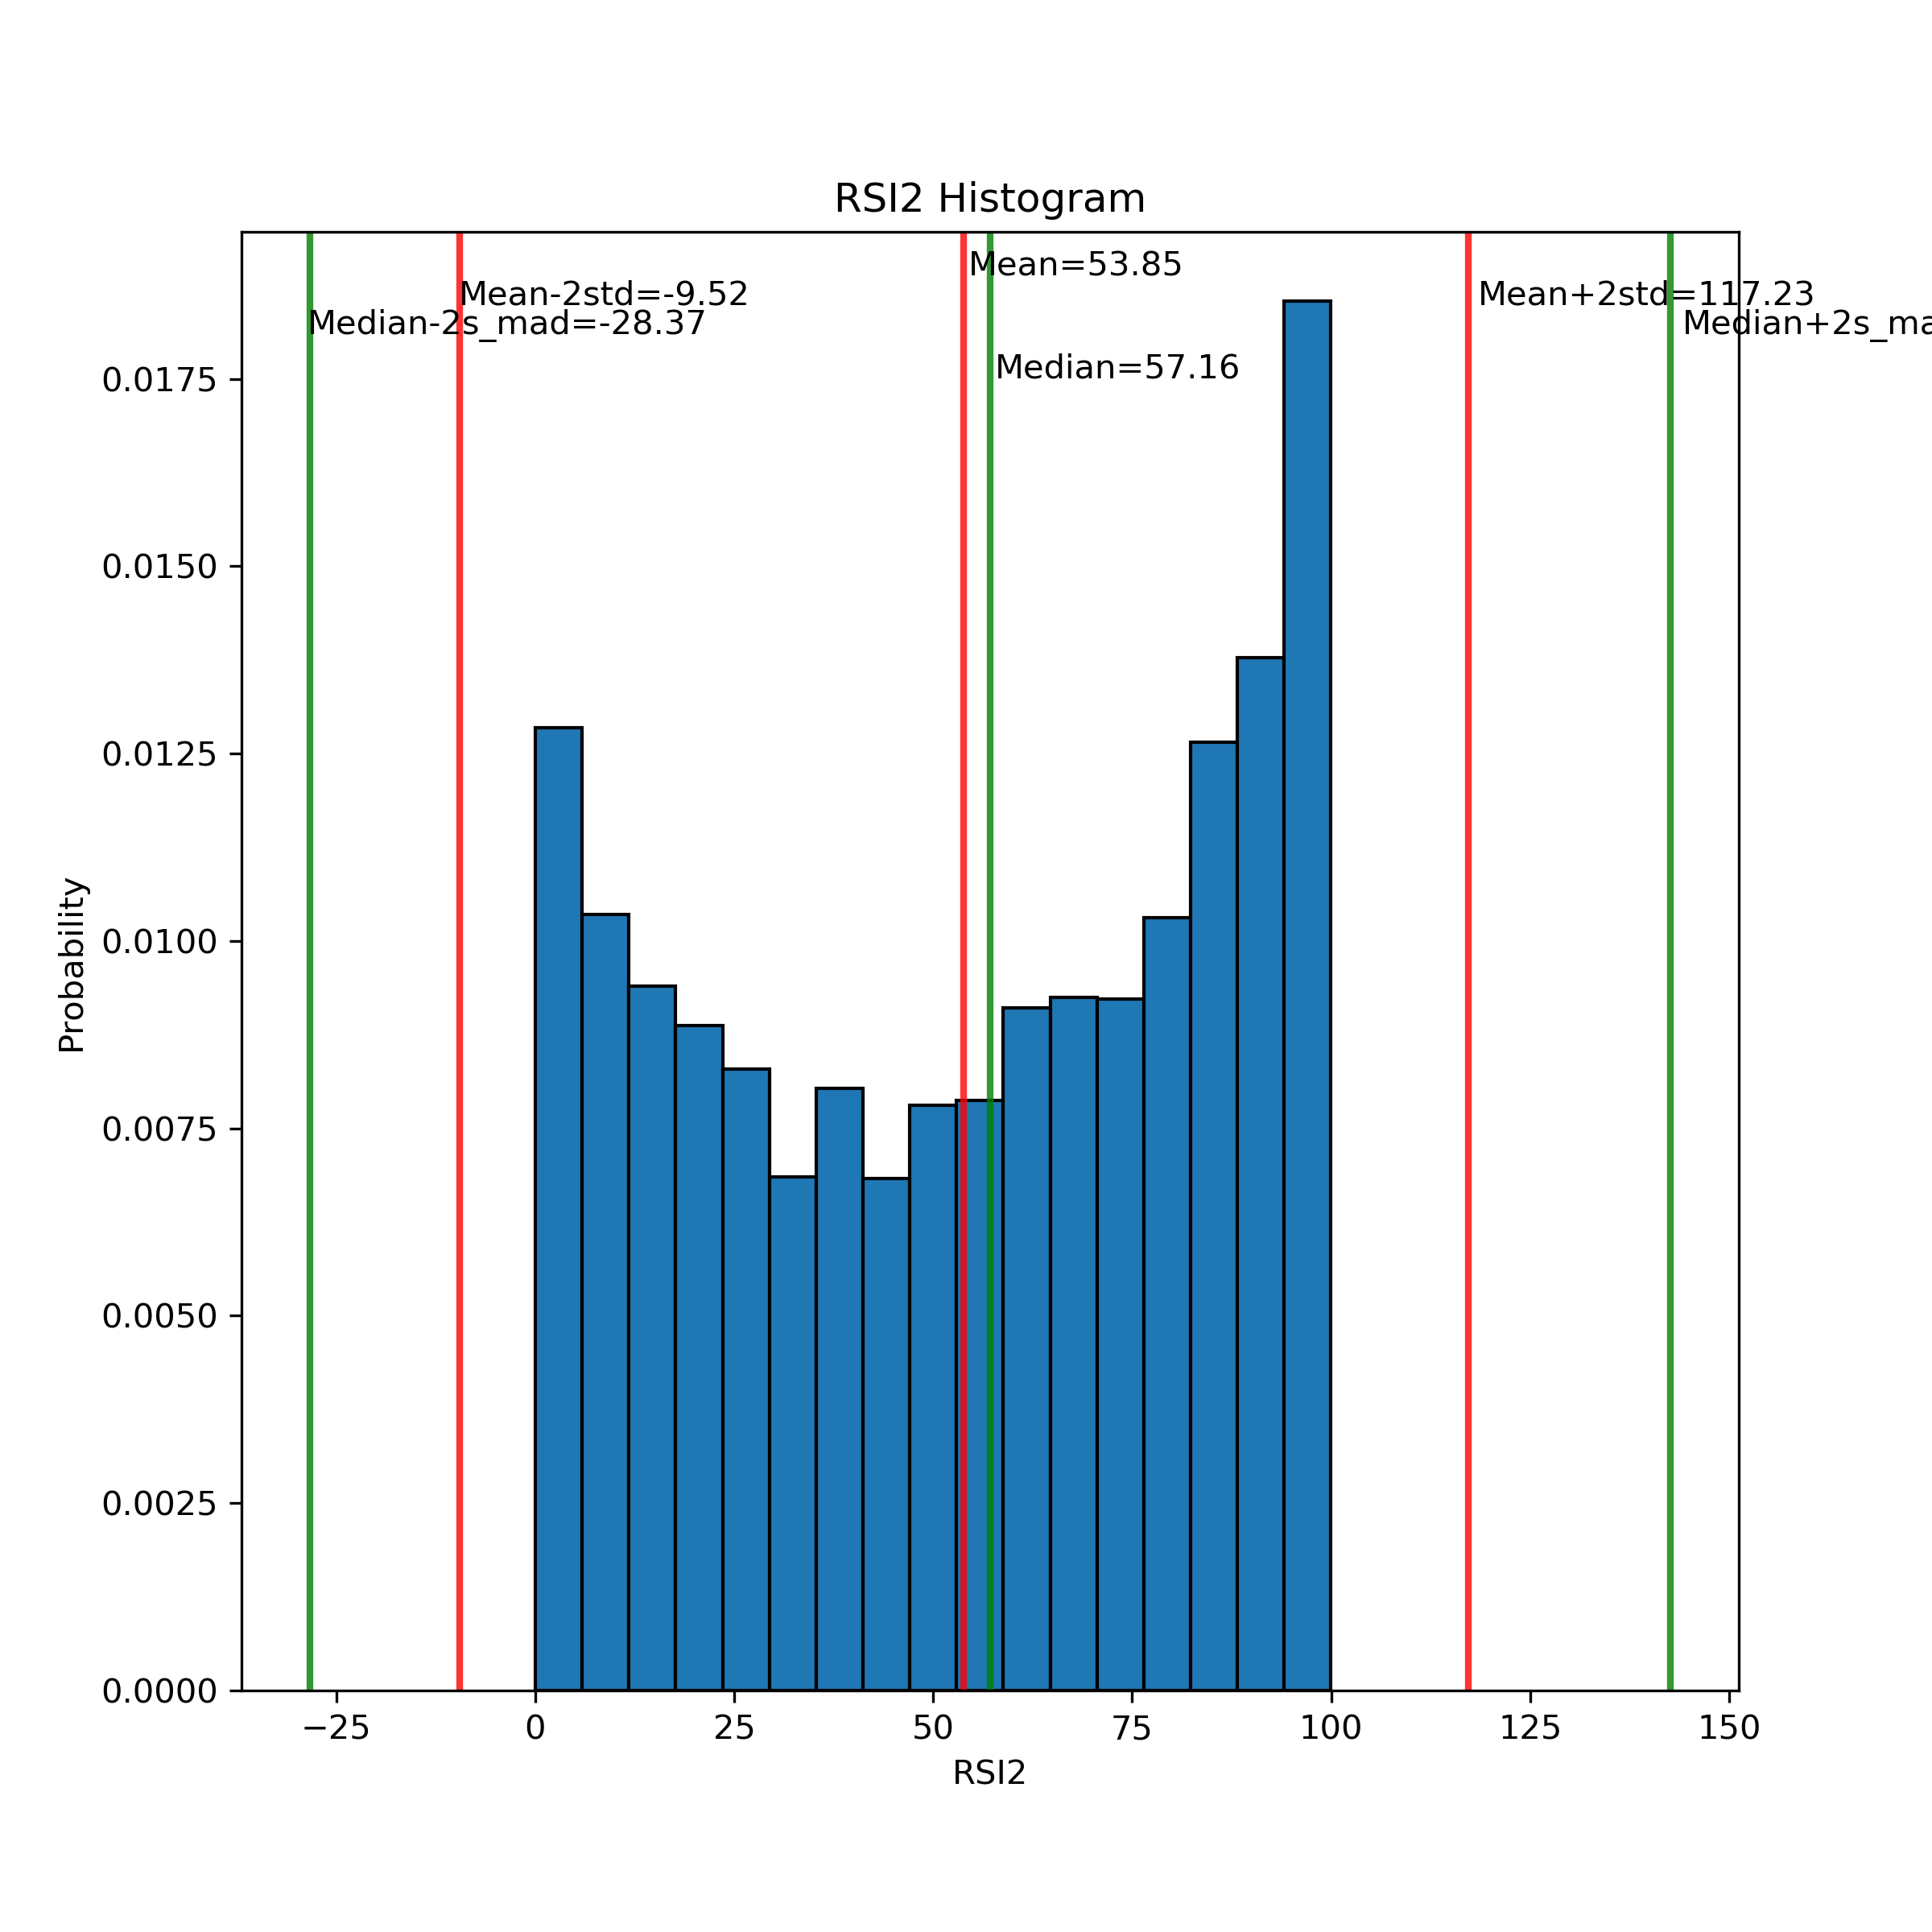 RSI2 Histogram
Mean=53.85
Mean-2std=-9.52
Mean+2std=117.23
Median-2s_mad=-28.37
Median=57.16
0.0175
0.0150
0.0125
0.0100
0.0075
0.0050
0.0025
0.0000
Probability
−25 0 25 50 75 100 125 150
RSI2